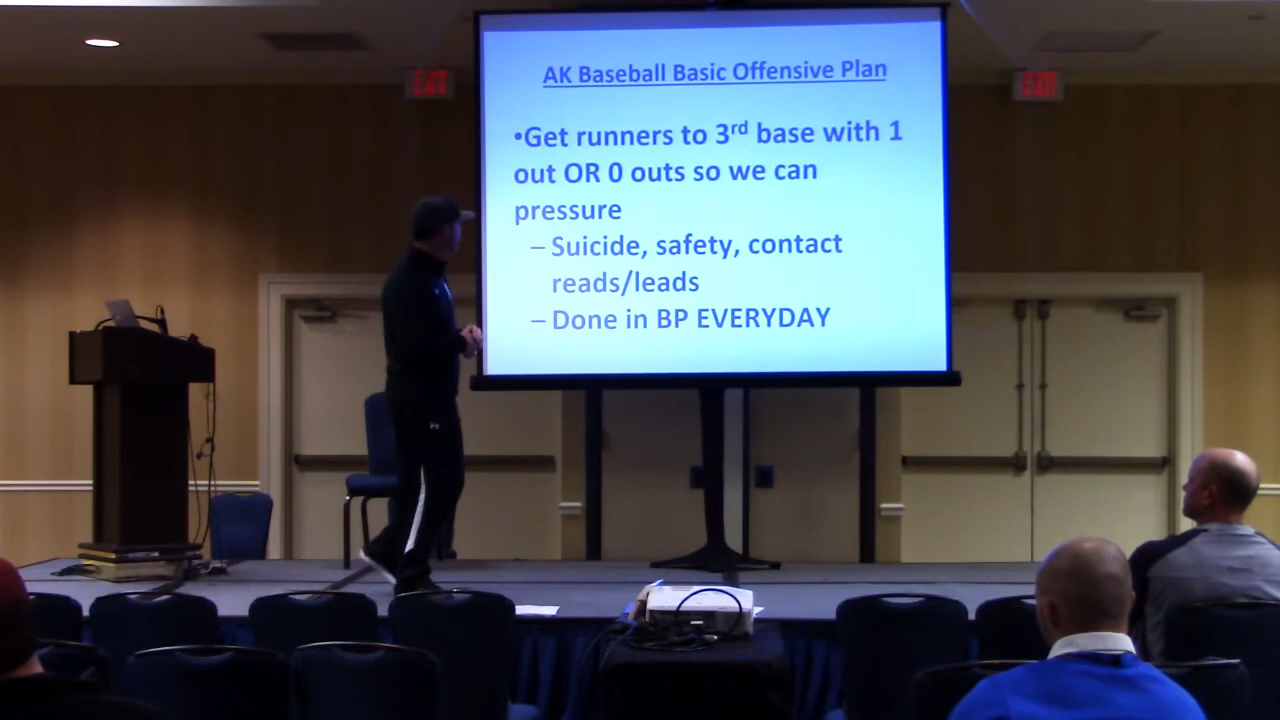 EXIT
EXIT
AK Baseball Basic Offensive Plan
•Get runners to 3rd base with 1
out OR 0 outs so we can
pressure
– Suicide, safety, contact
reads/leads
– Done in BP EVERYDAY